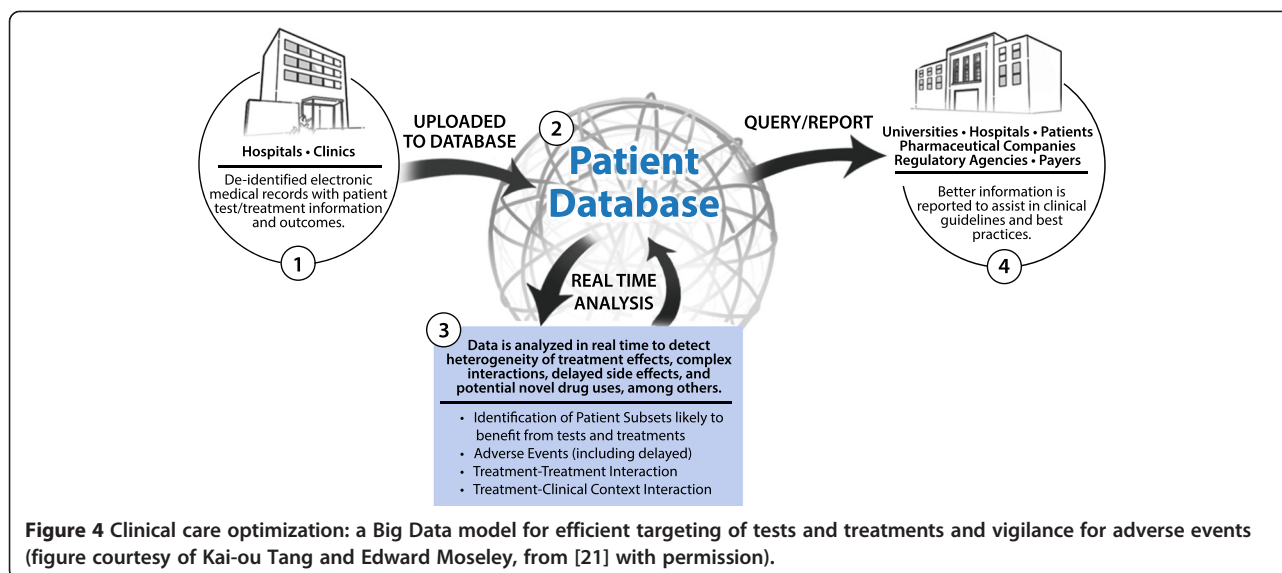 Hospitals • Clinics
De-identified electronic
medical records with patient
test/treatment information
and outcomes.
1
UPLOADED
TO DATABASE
2
Patient
Database
REAL TIME
ANALYSIS
3
Data is analyzed in real time to detect
heterogeneity of treatment effects, complex
interactions, delayed side effects, and
potential novel drug uses, among others.
• Identification of Patient Subsets likely to
benefit from tests and treatments
• Adverse Events (including delayed)
• Treatment-Treatment Interaction
• Treatment-Clinical Context Interaction
QUERY/REPORT
Universities • Hospitals • Patients
Pharmaceutical Companies
Regulatory Agencies • Payers
Better information is
reported to assist in clinical
guidelines and best
practices.
4
Figure 4 Clinical care optimization: a Big Data model for efficient targeting of tests and treatments and vigilance for adverse events
(figure courtesy of Kai-ou Tang and Edward Moseley, from [21] with permission).